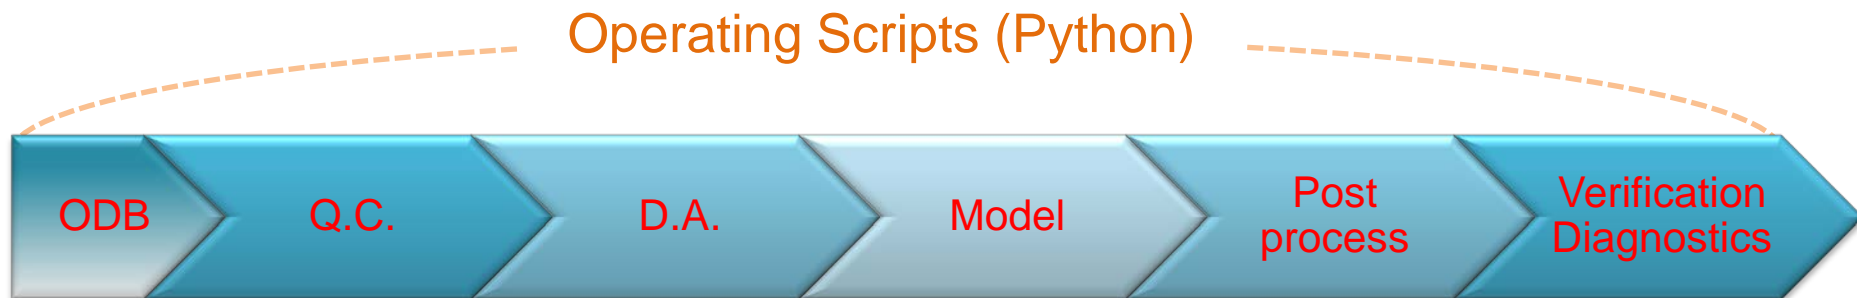 Operating Scripts (Python)
ODB
Q.C.
D.A.
Model
Post
process
Verification
Diagnostics